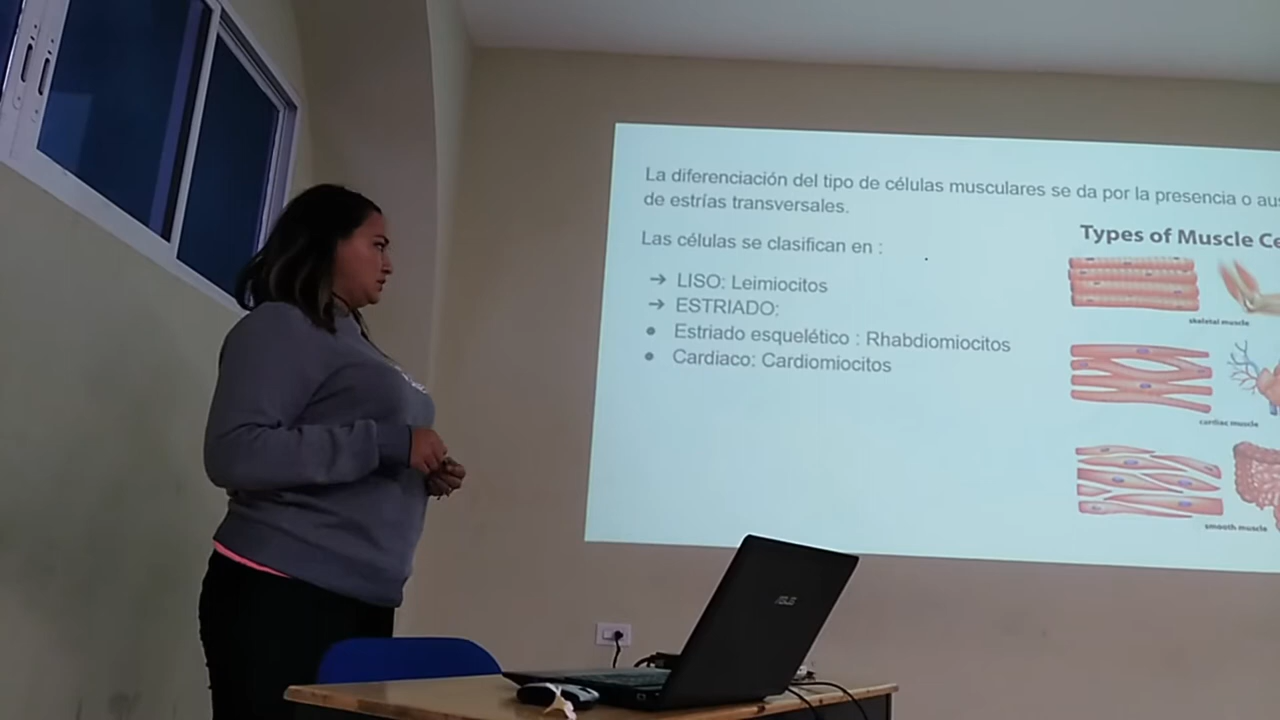 La diferenciación del tipo de células musculares se da por la presencia o
de estrías transversales.
Las células se clasifican en :
→ LISO: Leimiocitos
→ ESTRIADO:
● Estriado esquelético : Rhabdiomiocitos
● Cardiaco: Cardiomiocitos
Types of Muscle
skeletal muscle
cardiac muscle
smooth muscle
ASUS